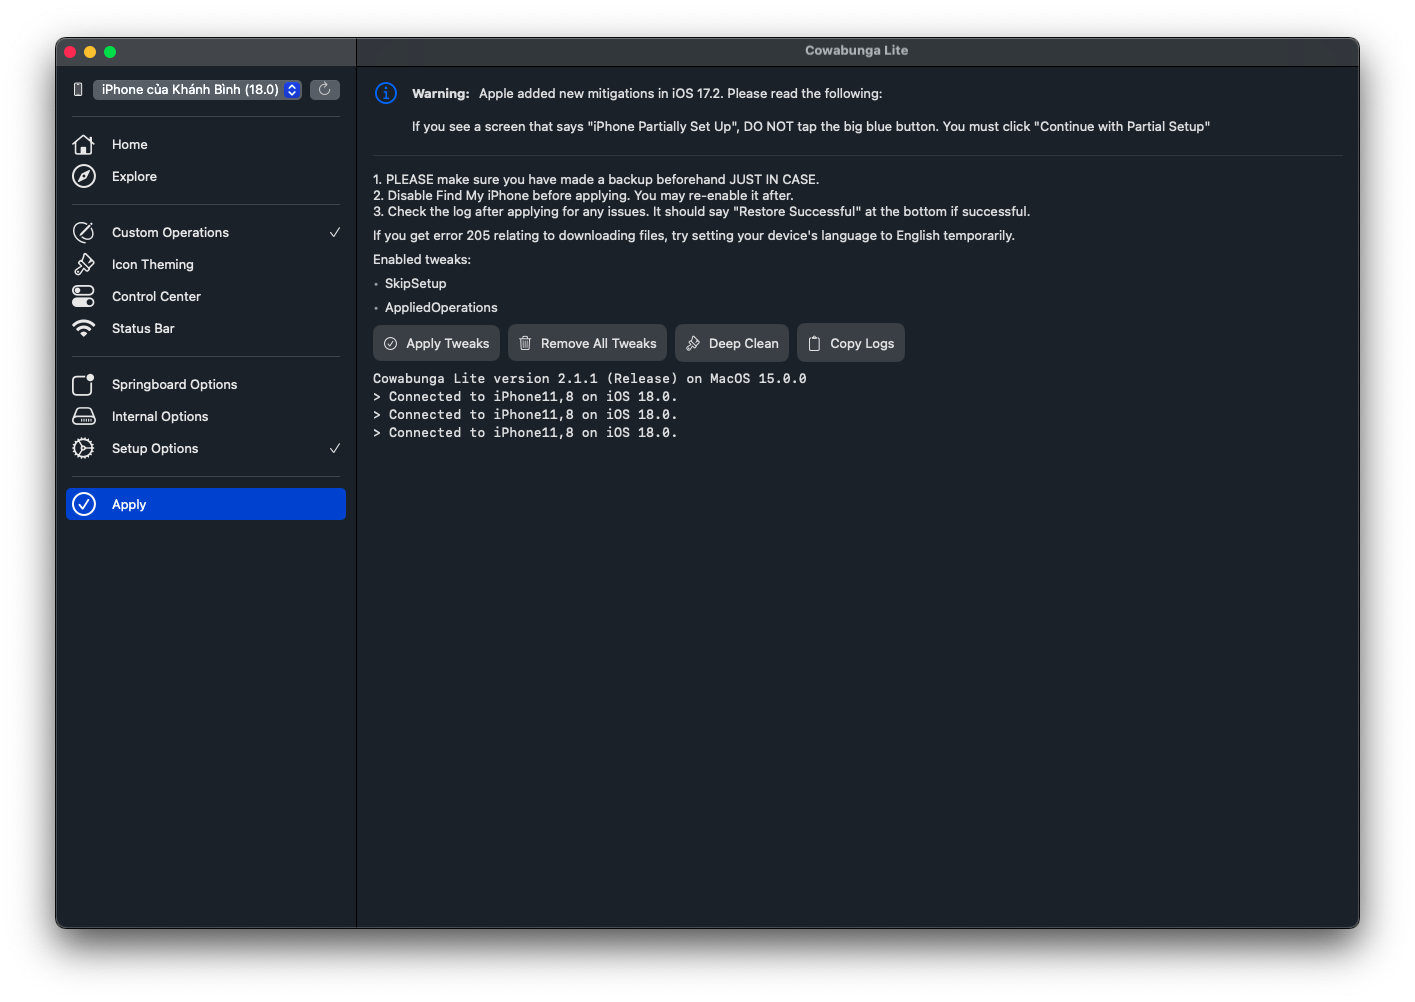 Cowabunga Lite
iPhone của Khánh Bình (18.0)
Home
Explore
Custom Operations
Icon Theming
Control Center
Status Bar
Springboard Options
Internal Options
Setup Options
Apply
Warning: Apple added new mitigations in iOS 17.2. Please read the following:
If you see a screen that says "iPhone Partially Set Up", DO NOT tap the big blue button. You must click "Continue with Partial Setup"
1. PLEASE make sure you have made a backup beforehand JUST IN CASE.
2. Disable Find My iPhone before applying. You may re-enable it after.
3. Check the log after applying for any issues. It should say "Restore Successful" at the bottom if successful.
If you get error 205 relating to downloading files, try setting your device's language to English temporarily.
Enabled tweaks:
• SkipSetup
• AppliedOperations
Apply Tweaks Remove All Tweaks Deep Clean Copy Logs
Cowabunga Lite version 2.1.1 (Release) on MacOS 15.0.0
> Connected to iPhone11,8 on iOS 18.0.
> Connected to iPhone11,8 on iOS 18.0.
> Connected to iPhone11,8 on iOS 18.0.